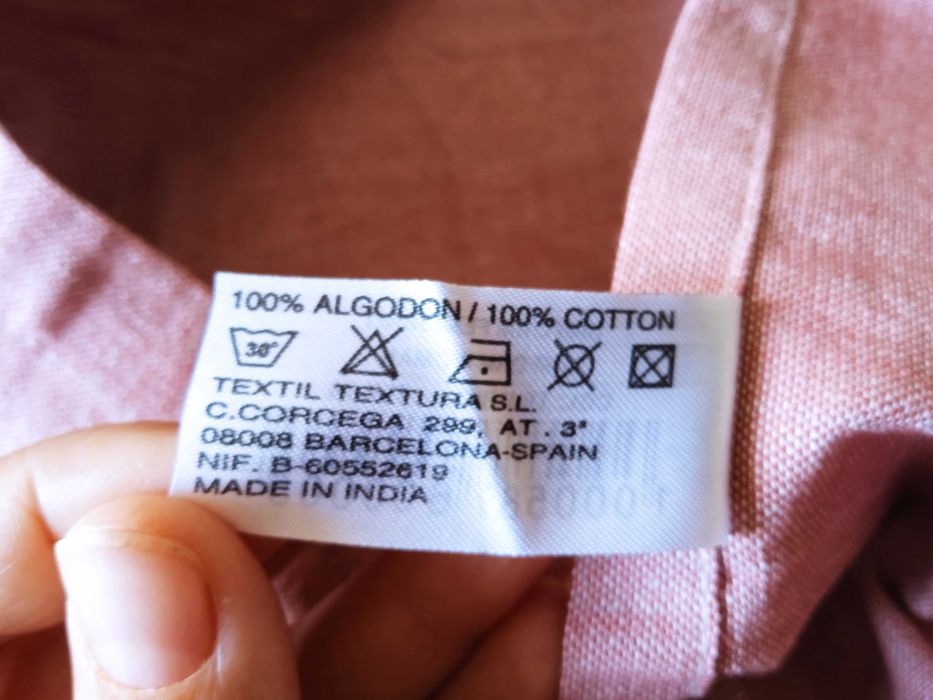 100% ALGODON / 100% COTTON
30°
TEXTIL TEXTURA S.L.
C.CORCEGA 299, AT. 3ª
08008 BARCELONA-SPAIN
NIF. B-60552619
MADE IN INDIA